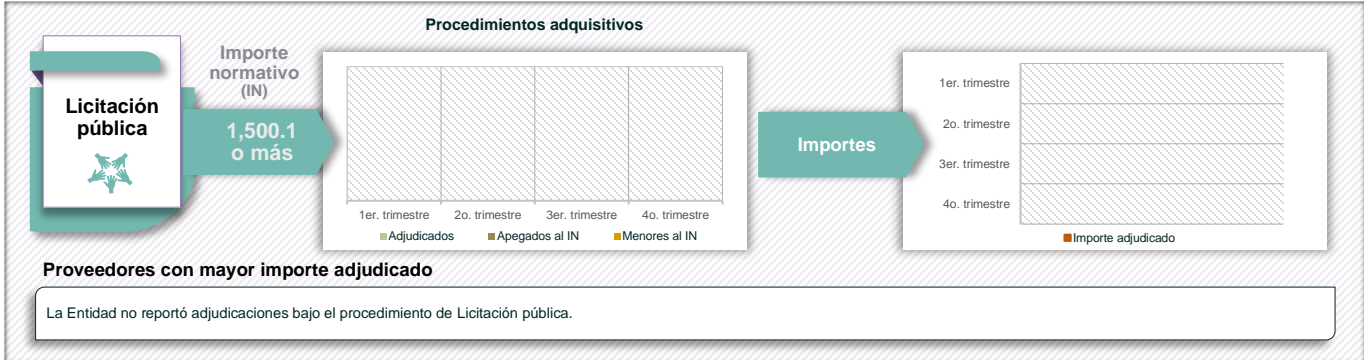 Procedimientos adquisitivos
Licitación
pública
Importe
normativo
(IN)
1,500.1
o más
1er. trimestre 2o. trimestre 3er. trimestre 4o. trimestre
Adjudicados Apegados al IN Menores al IN
Importes
1er. trimestre
2o. trimestre
3er. trimestre
4o. trimestre
Importe adjudicado
Proveedores con mayor importe adjudicado
La Entidad no reportó adjudicaciones bajo el procedimiento de Licitación pública.